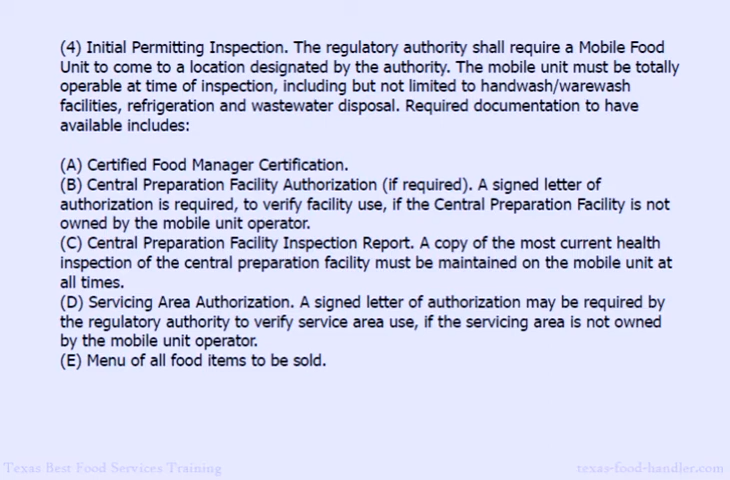 (4) Initial Permitting Inspection. The regulatory authority shall require a Mobile Food
Unit to come to a location designated by the authority. The mobile unit must be totally
operable at time of inspection, including but not limited to handwash/warewash
facilities, refrigeration and wastewater disposal. Required documentation to have
available includes:
(A) Certified Food Manager Certification.
(B) Central Preparation Facility Authorization (if required). A signed letter of
authorization is required, to verify facility use, if the Central Preparation Facility is not
owned by the mobile unit operator.
(C) Central Preparation Facility Inspection Report. A copy of the most current health
inspection of the central preparation facility must be maintained on the mobile unit at
all times.
(D) Servicing Area Authorization. A signed letter of authorization may be required by
the regulatory authority to verify service area use, if the servicing area is not owned
by the mobile unit operator.
(E) Menu of all food items to be sold.
Texas Best Food Services Training
texas-food-handler.com